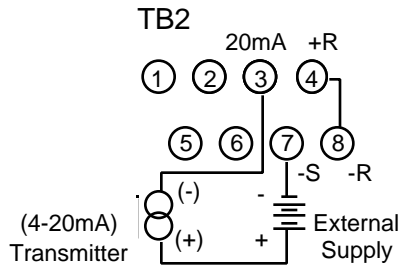 TB2
20mA +R
1 2 3 4
5 6 7 8
-S -R
(-) -
(4-20mA) External
(+) +
Transmitter Supply